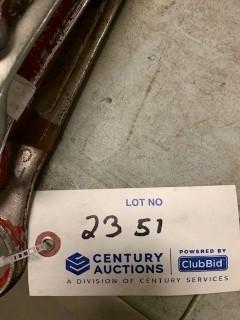 LOT NO
23 51
CENTURY AUCTIONS
POWERED BY
ClubBid
A DIVISION OF CENTURY SERVICES